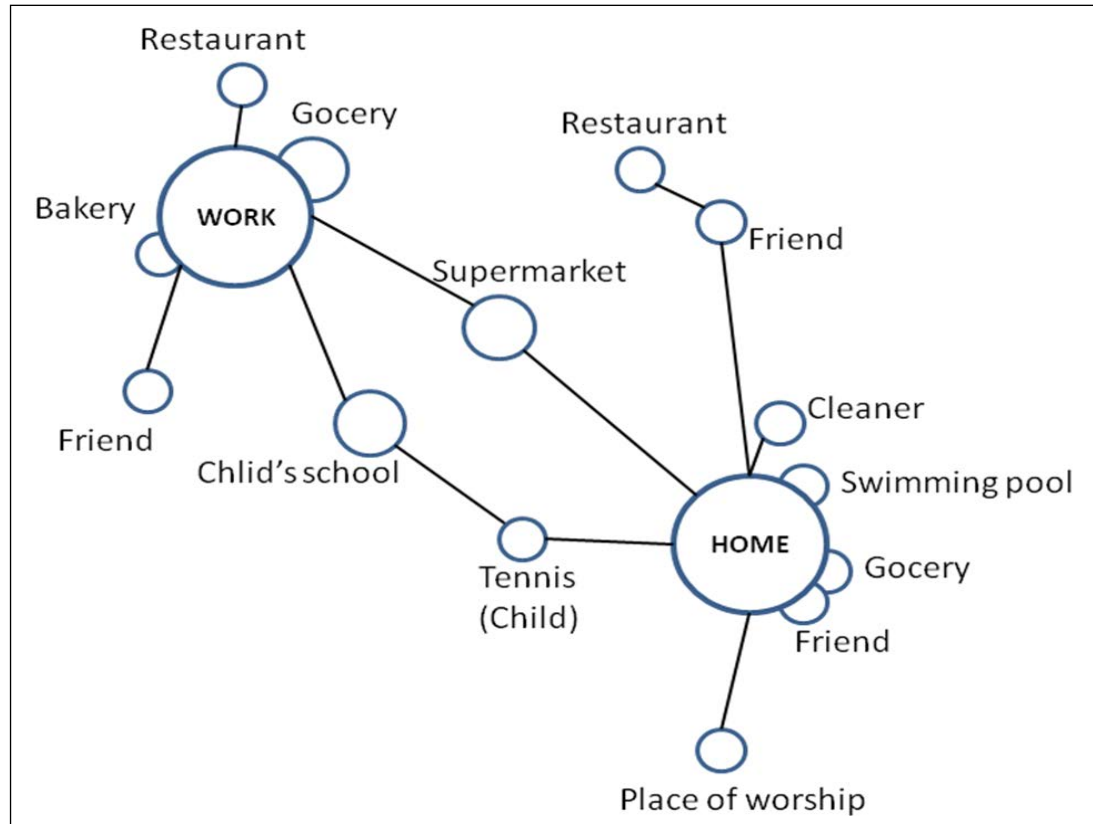 Restaurant
Gocery
Restaurant
Bakery
WORK
Friend
Supermarket
Cleaner
Friend
Chlid's school
Swimming pool
HOME
Gocery
Tennis
(Child)
Friend
Place of worship